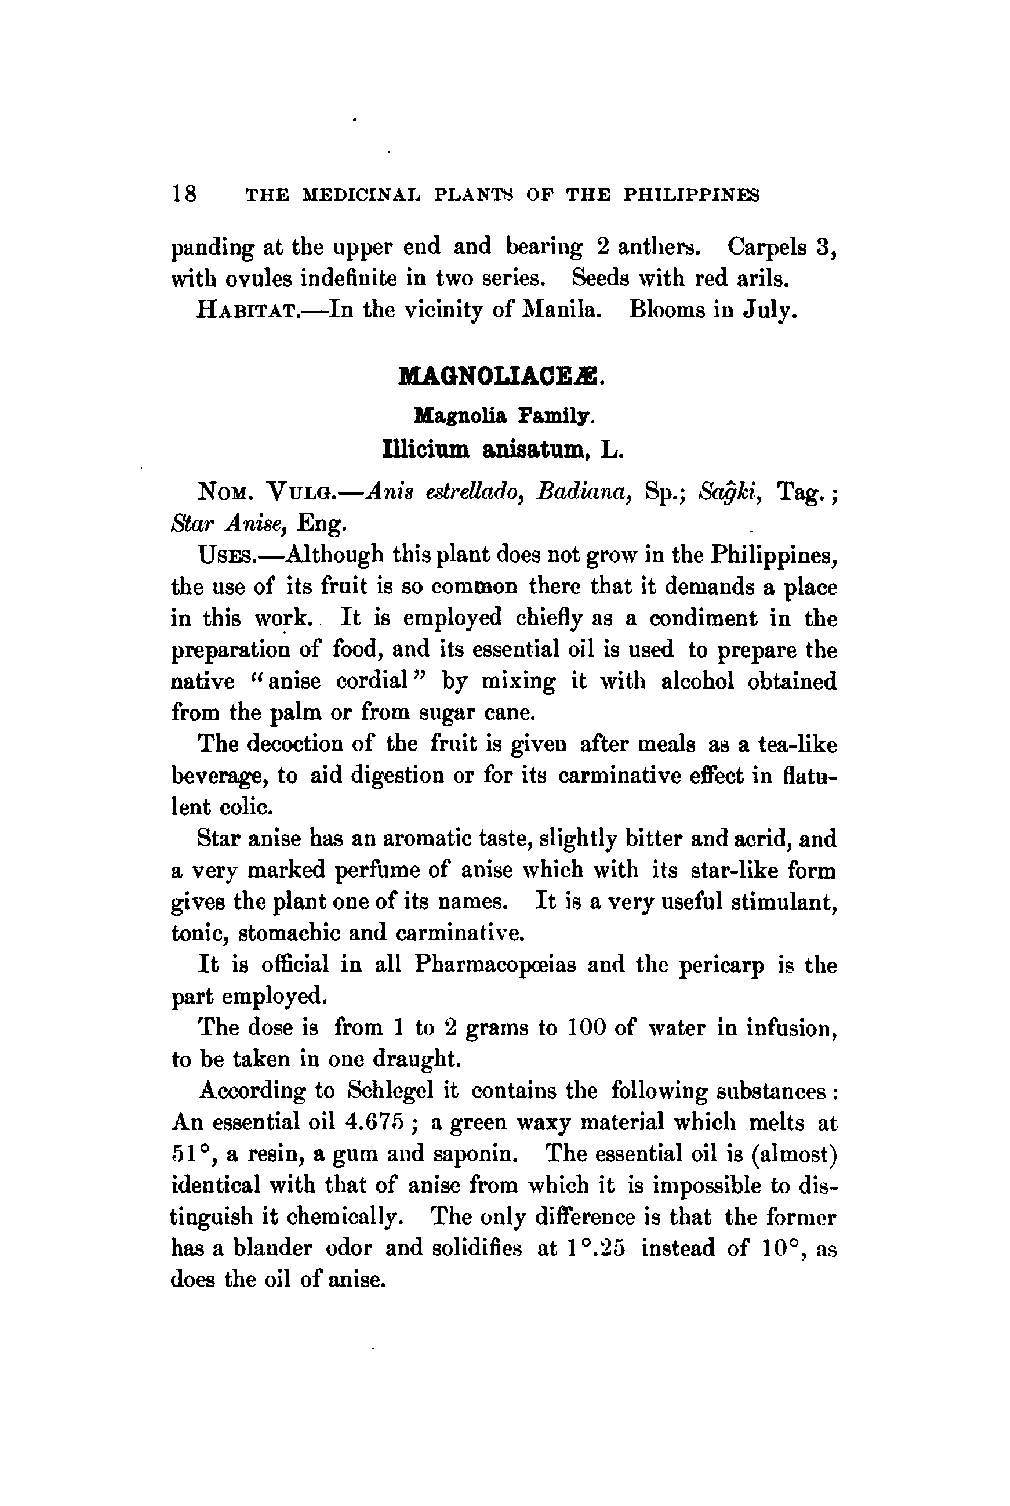 18 THE MEDICINAL PLANTS OF THE PHILIPPINES
panding at the upper end and bearing 2 anthers. Carpels 3,
with ovules indefinite in two series. Seeds with red arils.
HABITAT.—In the vicinity of Manila. Blooms in July.
MAGNOLIACEÆ.
Magnolia Family.
Illicium anisatum, L.
NOM. VULG.—Anis estrellado, Badiana, Sp.; Sag̃ki, Tag.;
Star Anise, Eng.
USES.—Although this plant does not grow in the Philippines,
the use of its fruit is so common there that it demands a place
in this work. It is employed chiefly as a condiment in the
preparation of food, and its essential oil is used to prepare the
native “anise cordial” by mixing it with alcohol obtained
from the palm or from sugar cane.
The decoction of the fruit is given after meals as a tea-like
beverage, to aid digestion or for its carminative effect in flatu-
lent colic.
Star anise has an aromatic taste, slightly bitter and acrid, and
a very marked perfume of anise which with its star-like form
gives the plant one of its names. It is a very useful stimulant,
tonic, stomachic and carminative.
It is official in all Pharmacopœias and the pericarp is the
part employed.
The dose is from 1 to 2 grams to 100 of water in infusion,
to be taken in one draught.
According to Schlegel it contains the following substances:
An essential oil 4.675; a green waxy material which melts at
51°, a resin, a gum and saponin. The essential oil is (almost)
identical with that of anise from which it is impossible to dis-
tinguish it chemically. The only difference is that the former
has a blander odor and solidifies at 1°.25 instead of 10°, as
does the oil of anise.